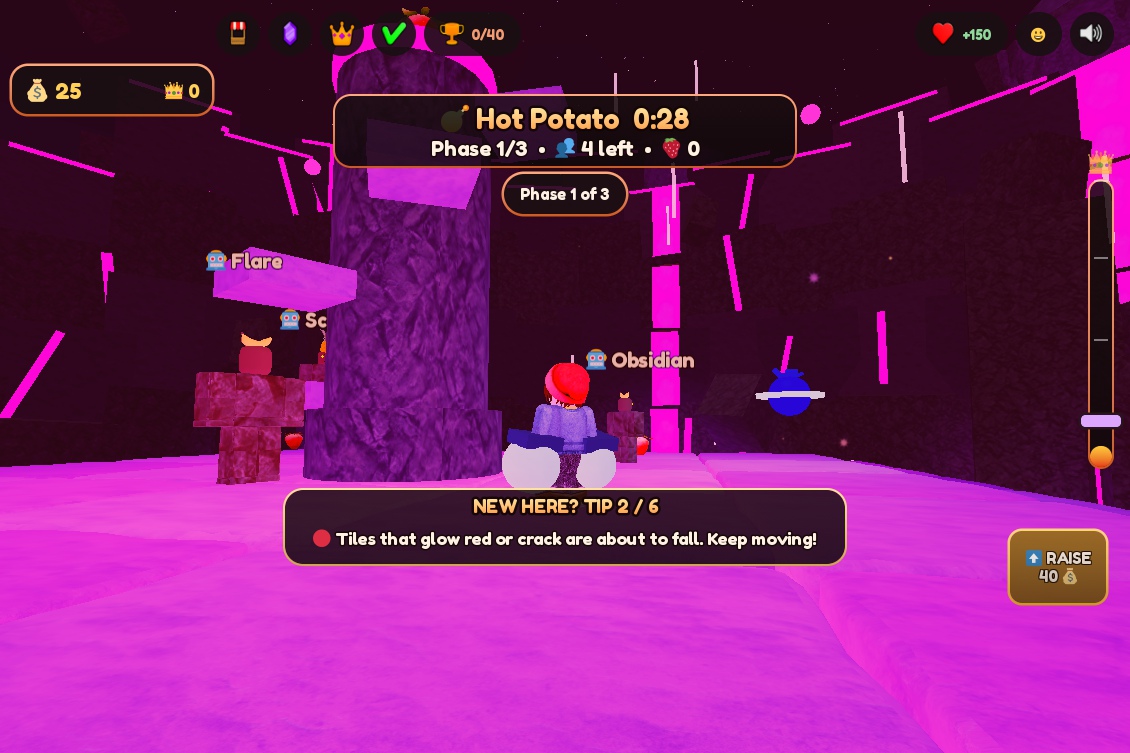 0/40
+150
25
0
Hot Potato 0:28
Phase 1/3 • 4 left • 0
Phase 1 of 3
Flare
Sc
Obsidian
NEW HERE? TIP 2 / 6
Tiles that glow red or crack are about to fall. Keep moving!
RAISE
40